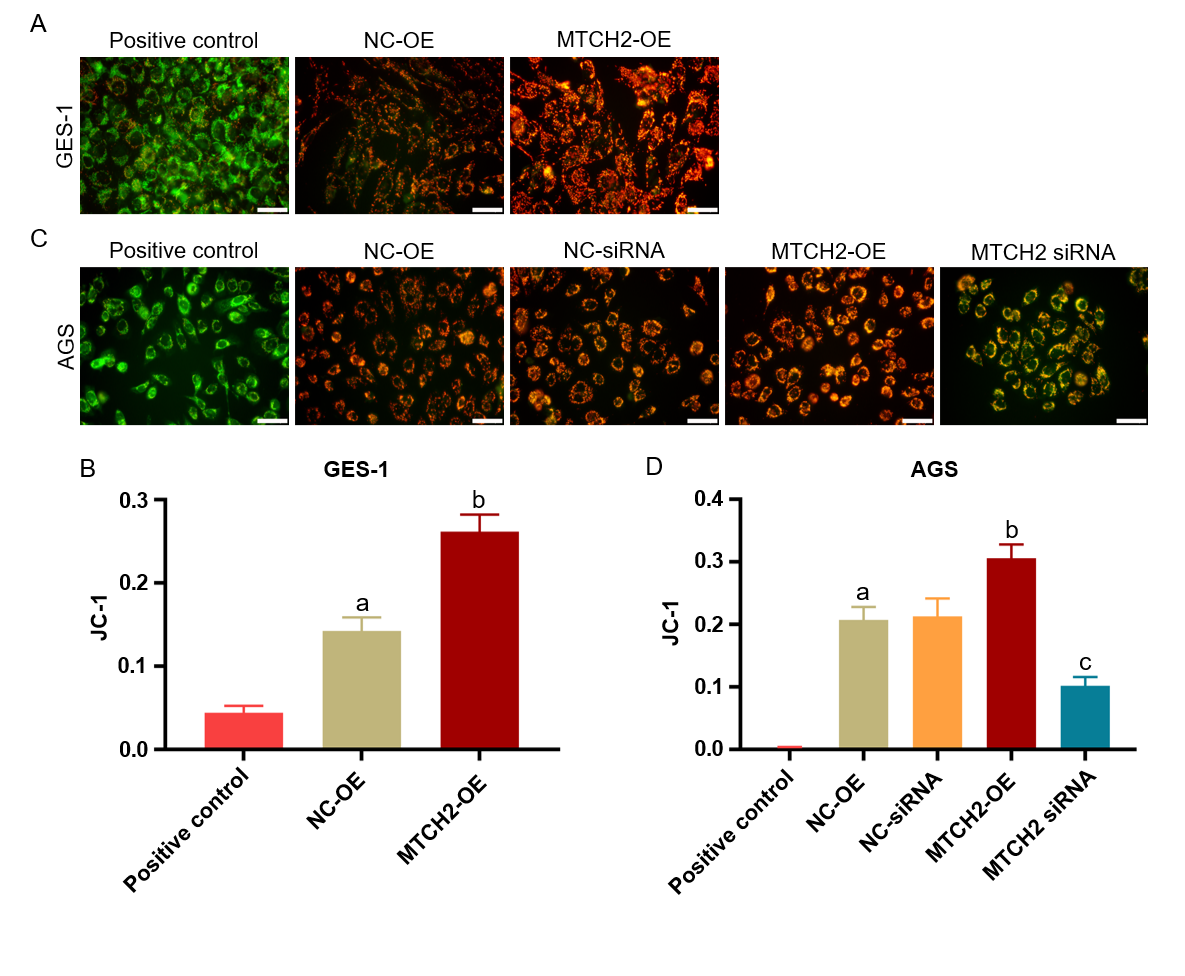 A
Positive control
NC-OE
MTCH2-OE
GES-1
C
Positive control
NC-OE
NC-siRNA
MTCH2-OE
MTCH2 siRNA
AGS
B
GES-1
JC-1
0.3
0.2
0.1
0.0
a
b
Positive control
NC-OE
MTCH2-OE
D
AGS
JC-1
0.4
0.3
0.2
0.1
0.0
a
b
c
Positive control
NC-OE
NC-siRNA
MTCH2-OE
MTCH2 siRNA